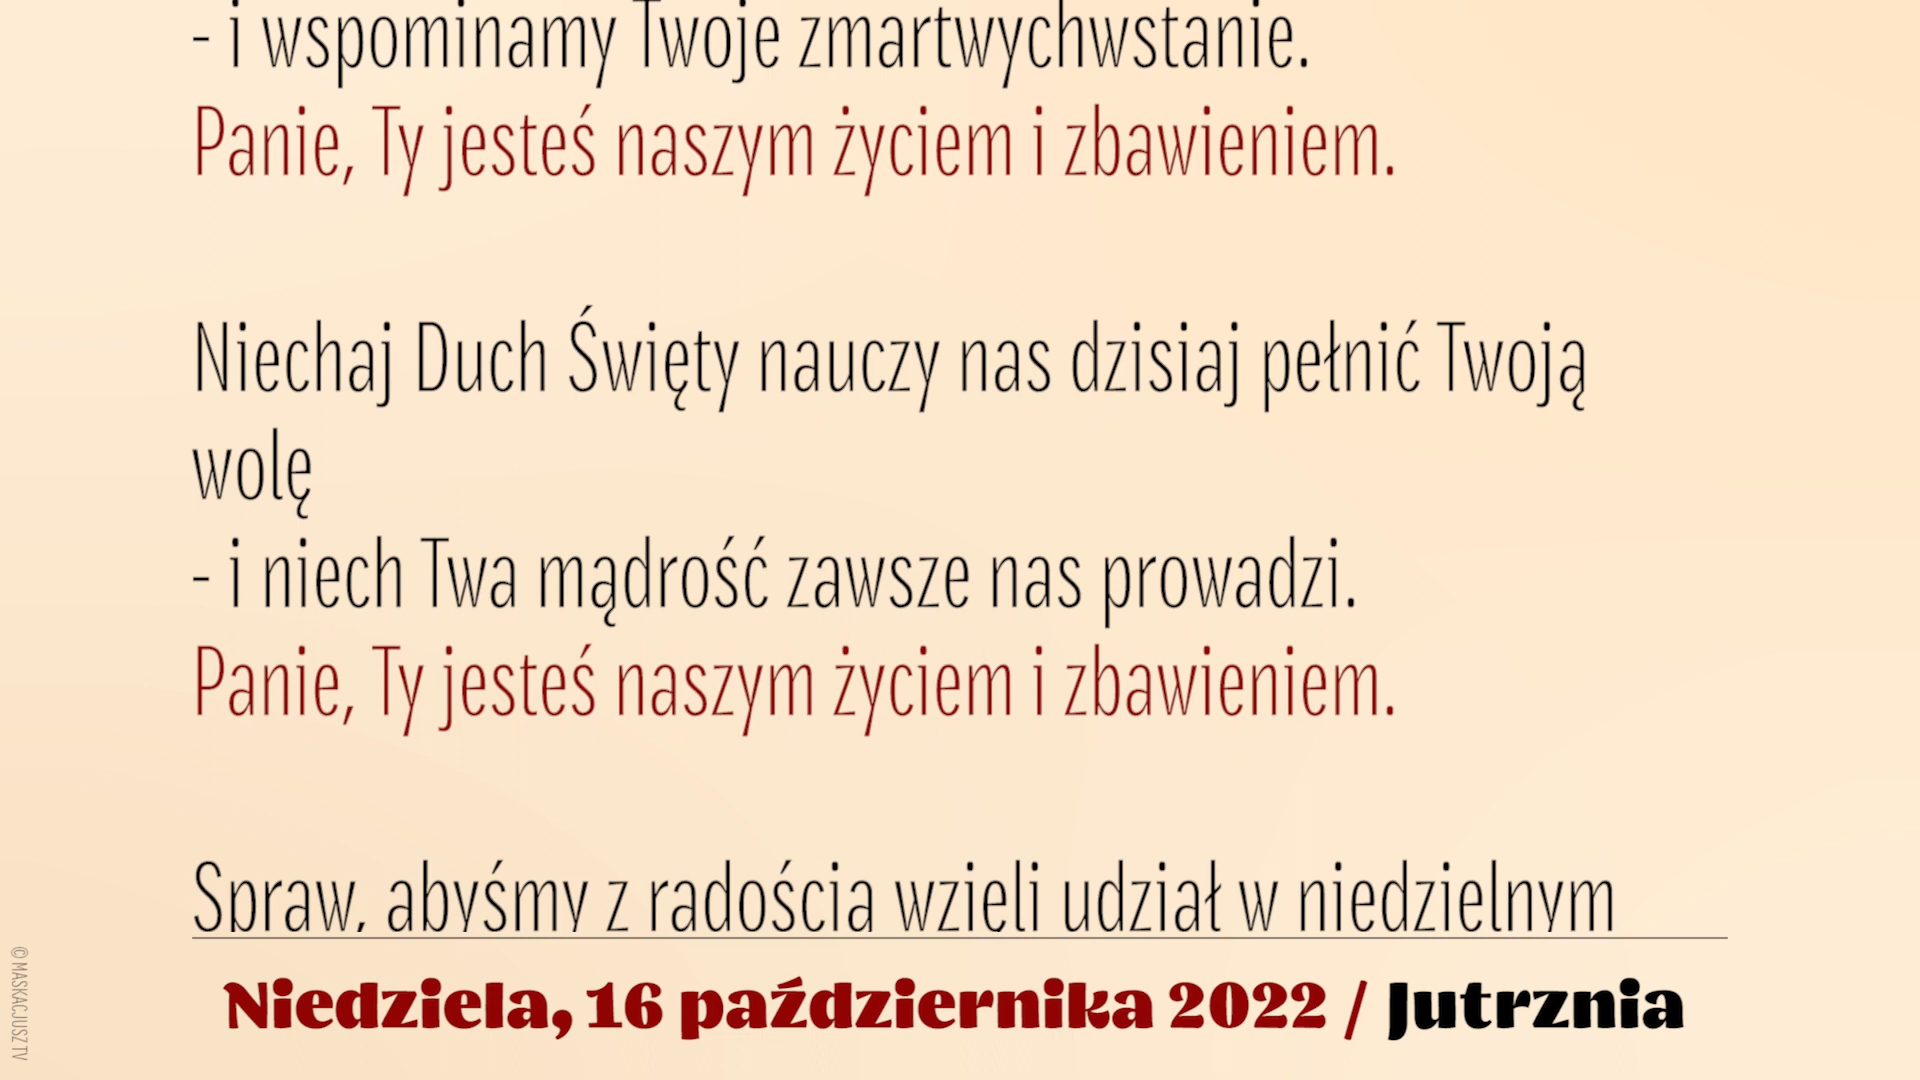 - i wspominamy Twoje zmartwychwstanie.
Panie, Ty jesteś naszym życiem i zbawieniem.
Niechaj Duch Święty nauczy nas dzisiaj pełnić Twoją
wolę
- i niech Twa mądrość zawsze nas prowadzi.
Panie, Ty jesteś naszym życiem i zbawieniem.
Spraw, abyśmy z radością wzięli udział w niedzielnym
Niedziela, 16 października 2022 / Jutrznia
© MASKACJUSZ TV